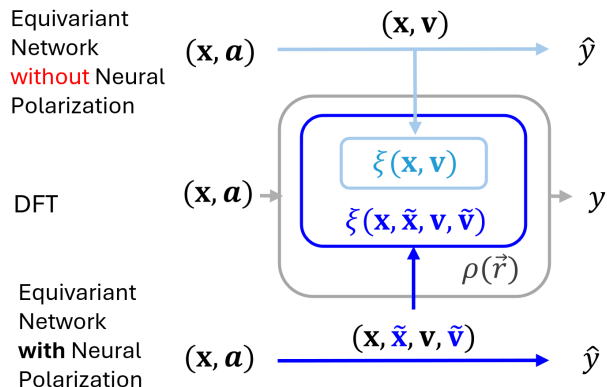 Equivariant
Network
without Neural
Polarization
(x, a)
(x, v)
ŷ
DFT
(x, a)
ξ(x, v)
ξ(x, x̃, v, ṽ)
ρ(r⃗)
y
Equivariant
Network
with Neural
Polarization
(x, a)
(x, x̃, v, ṽ)
ŷ